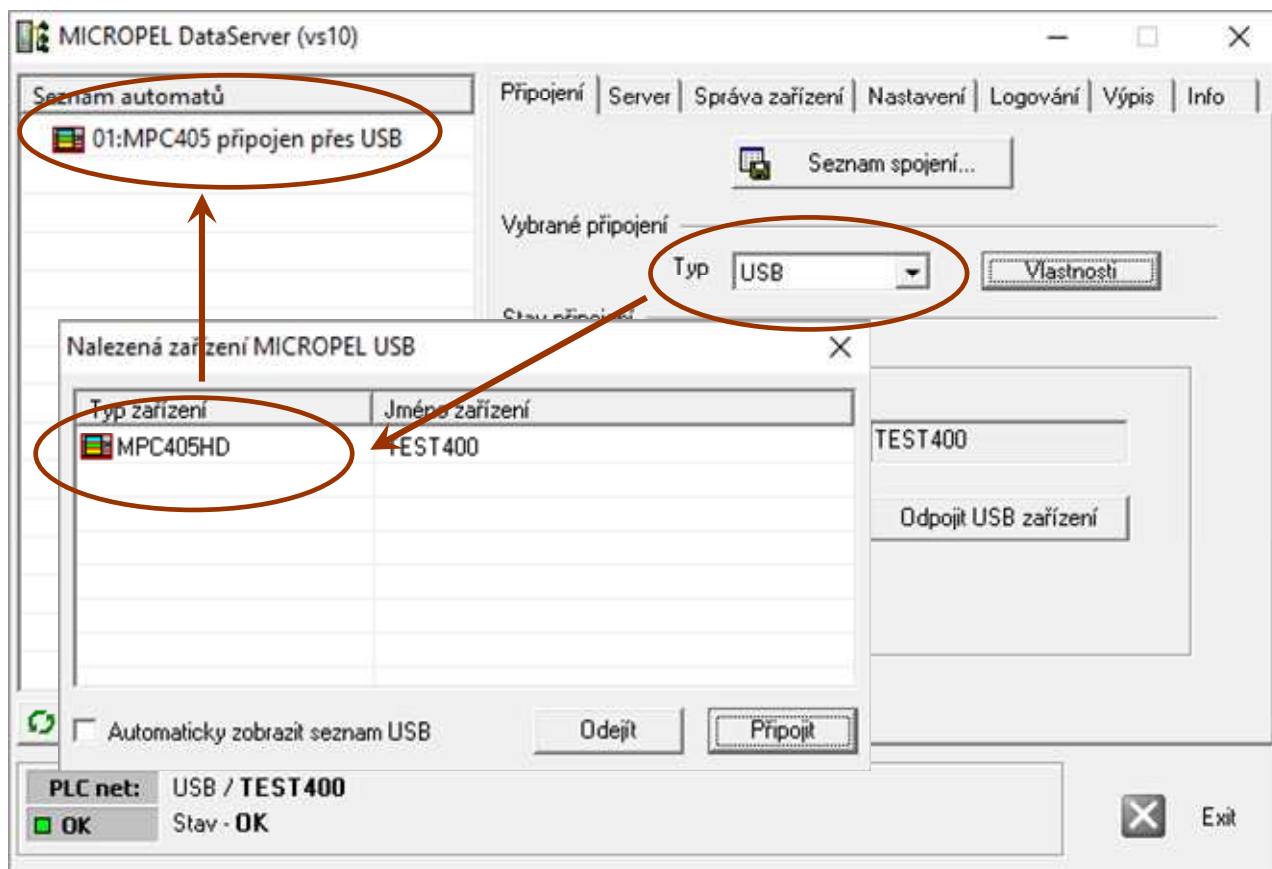 MICROPEL DataServer (vs10)
Seznam automatů
01:MPC405 připojen přes USB
Připojení Server Správa zařízení Nastavení Logování Výpis Info
Seznam spojení...
Vybrané připojení
Typ USB Vlastnosti
Stav připojení
Nalezená zařízení MICROPEL USB
Typ zařízení Jméno zařízení
MPC405HD TEST400
TEST400
Odpojit USB zařízení
Automaticky zobrazit seznam USB Odejít Připojit
PLC net: USB / TEST400
OK Stav - OK
Exit